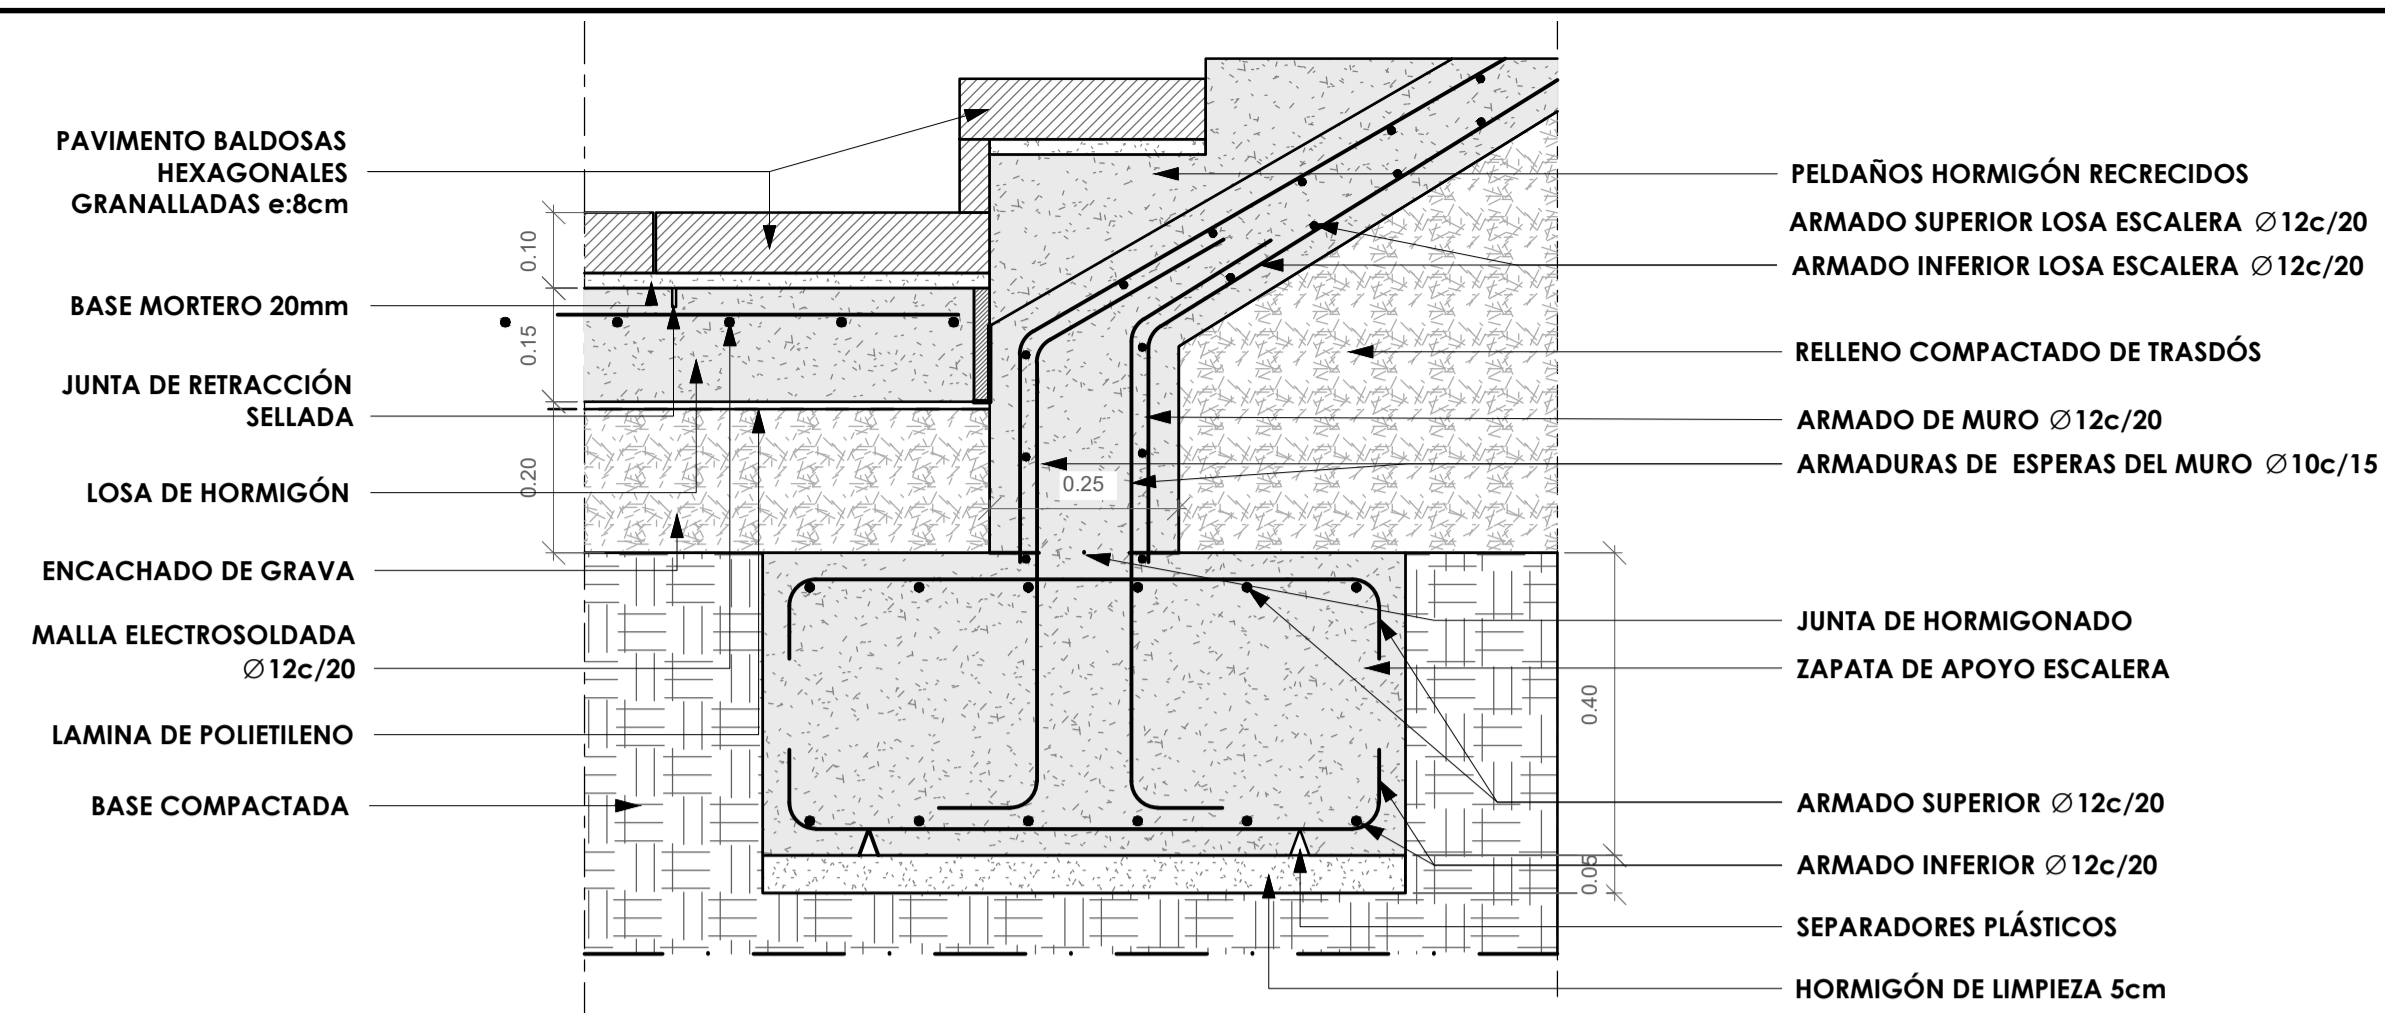 PAVIMENTO BALDOSAS
HEXAGONALES
GRANALLADAS e:8cm
BASE MORTERO 20mm
JUNTA DE RETRACCIÓN
SELLADA
LOSA DE HORMIGÓN
ENCACHADO DE GRAVA
MALLA ELECTROSOLDADA
∅12c/20
LAMINA DE POLIETILENO
BASE COMPACTADA
0.10
0.15
0.20
0.25
0.40
0.05
PELDAÑOS HORMIGÓN RECRECIDOS
ARMADO SUPERIOR LOSA ESCALERA ∅12c/20
ARMADO INFERIOR LOSA ESCALERA ∅12c/20
RELLENO COMPACTADO DE TRASDÓS
ARMADO DE MURO ∅12c/20
ARMADURAS DE ESPERAS DEL MURO ∅10c/15
JUNTA DE HORMIGONADO
ZAPATA DE APOYO ESCALERA
ARMADO SUPERIOR ∅12c/20
ARMADO INFERIOR ∅12c/20
SEPARADORES PLÁSTICOS
HORMIGÓN DE LIMPIEZA 5cm